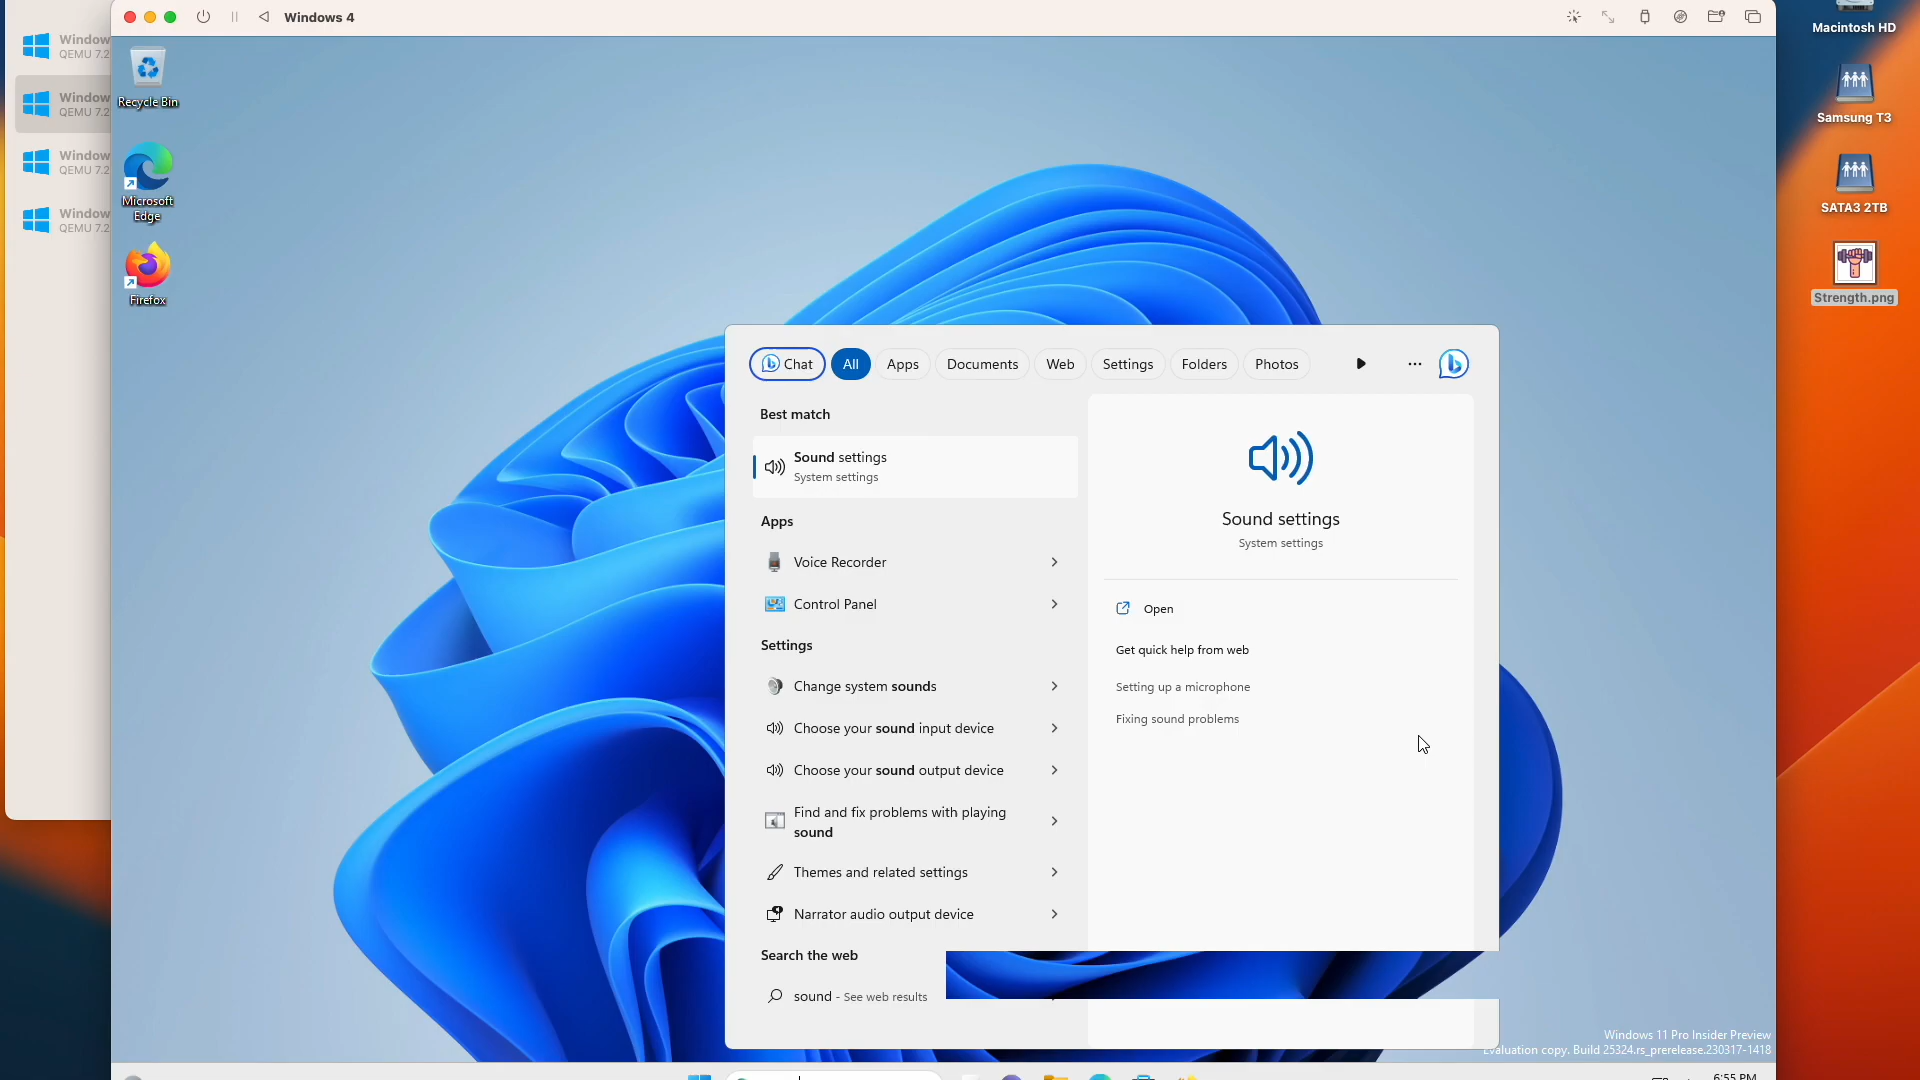 Windows 4
Window
QEMU 7.2
Window
QEMU 7.2
Window
QEMU 7.2
Window
QEMU 7.2
Recycle Bin
Microsoft
Edge
Firefox
Macintosh HD
Samsung T3
SATA3 2TB
Strength.png
Chat
All
Apps
Documents
Web
Settings
Folders
Photos
Best match
Sound settings
System settings
Apps
Voice Recorder
Control Panel
Settings
Change system sounds
Choose your sound input device
Choose your sound output device
Find and fix problems with playing
sound
Themes and related settings
Narrator audio output device
Search the web
sound - See web results
Sound settings
System settings
Open
Get quick help from web
Setting up a microphone
Fixing sound problems
Windows 11 Pro Insider Preview
Evaluation copy. Build 25324.rs_prerelease.230317-1418
6:55 PM